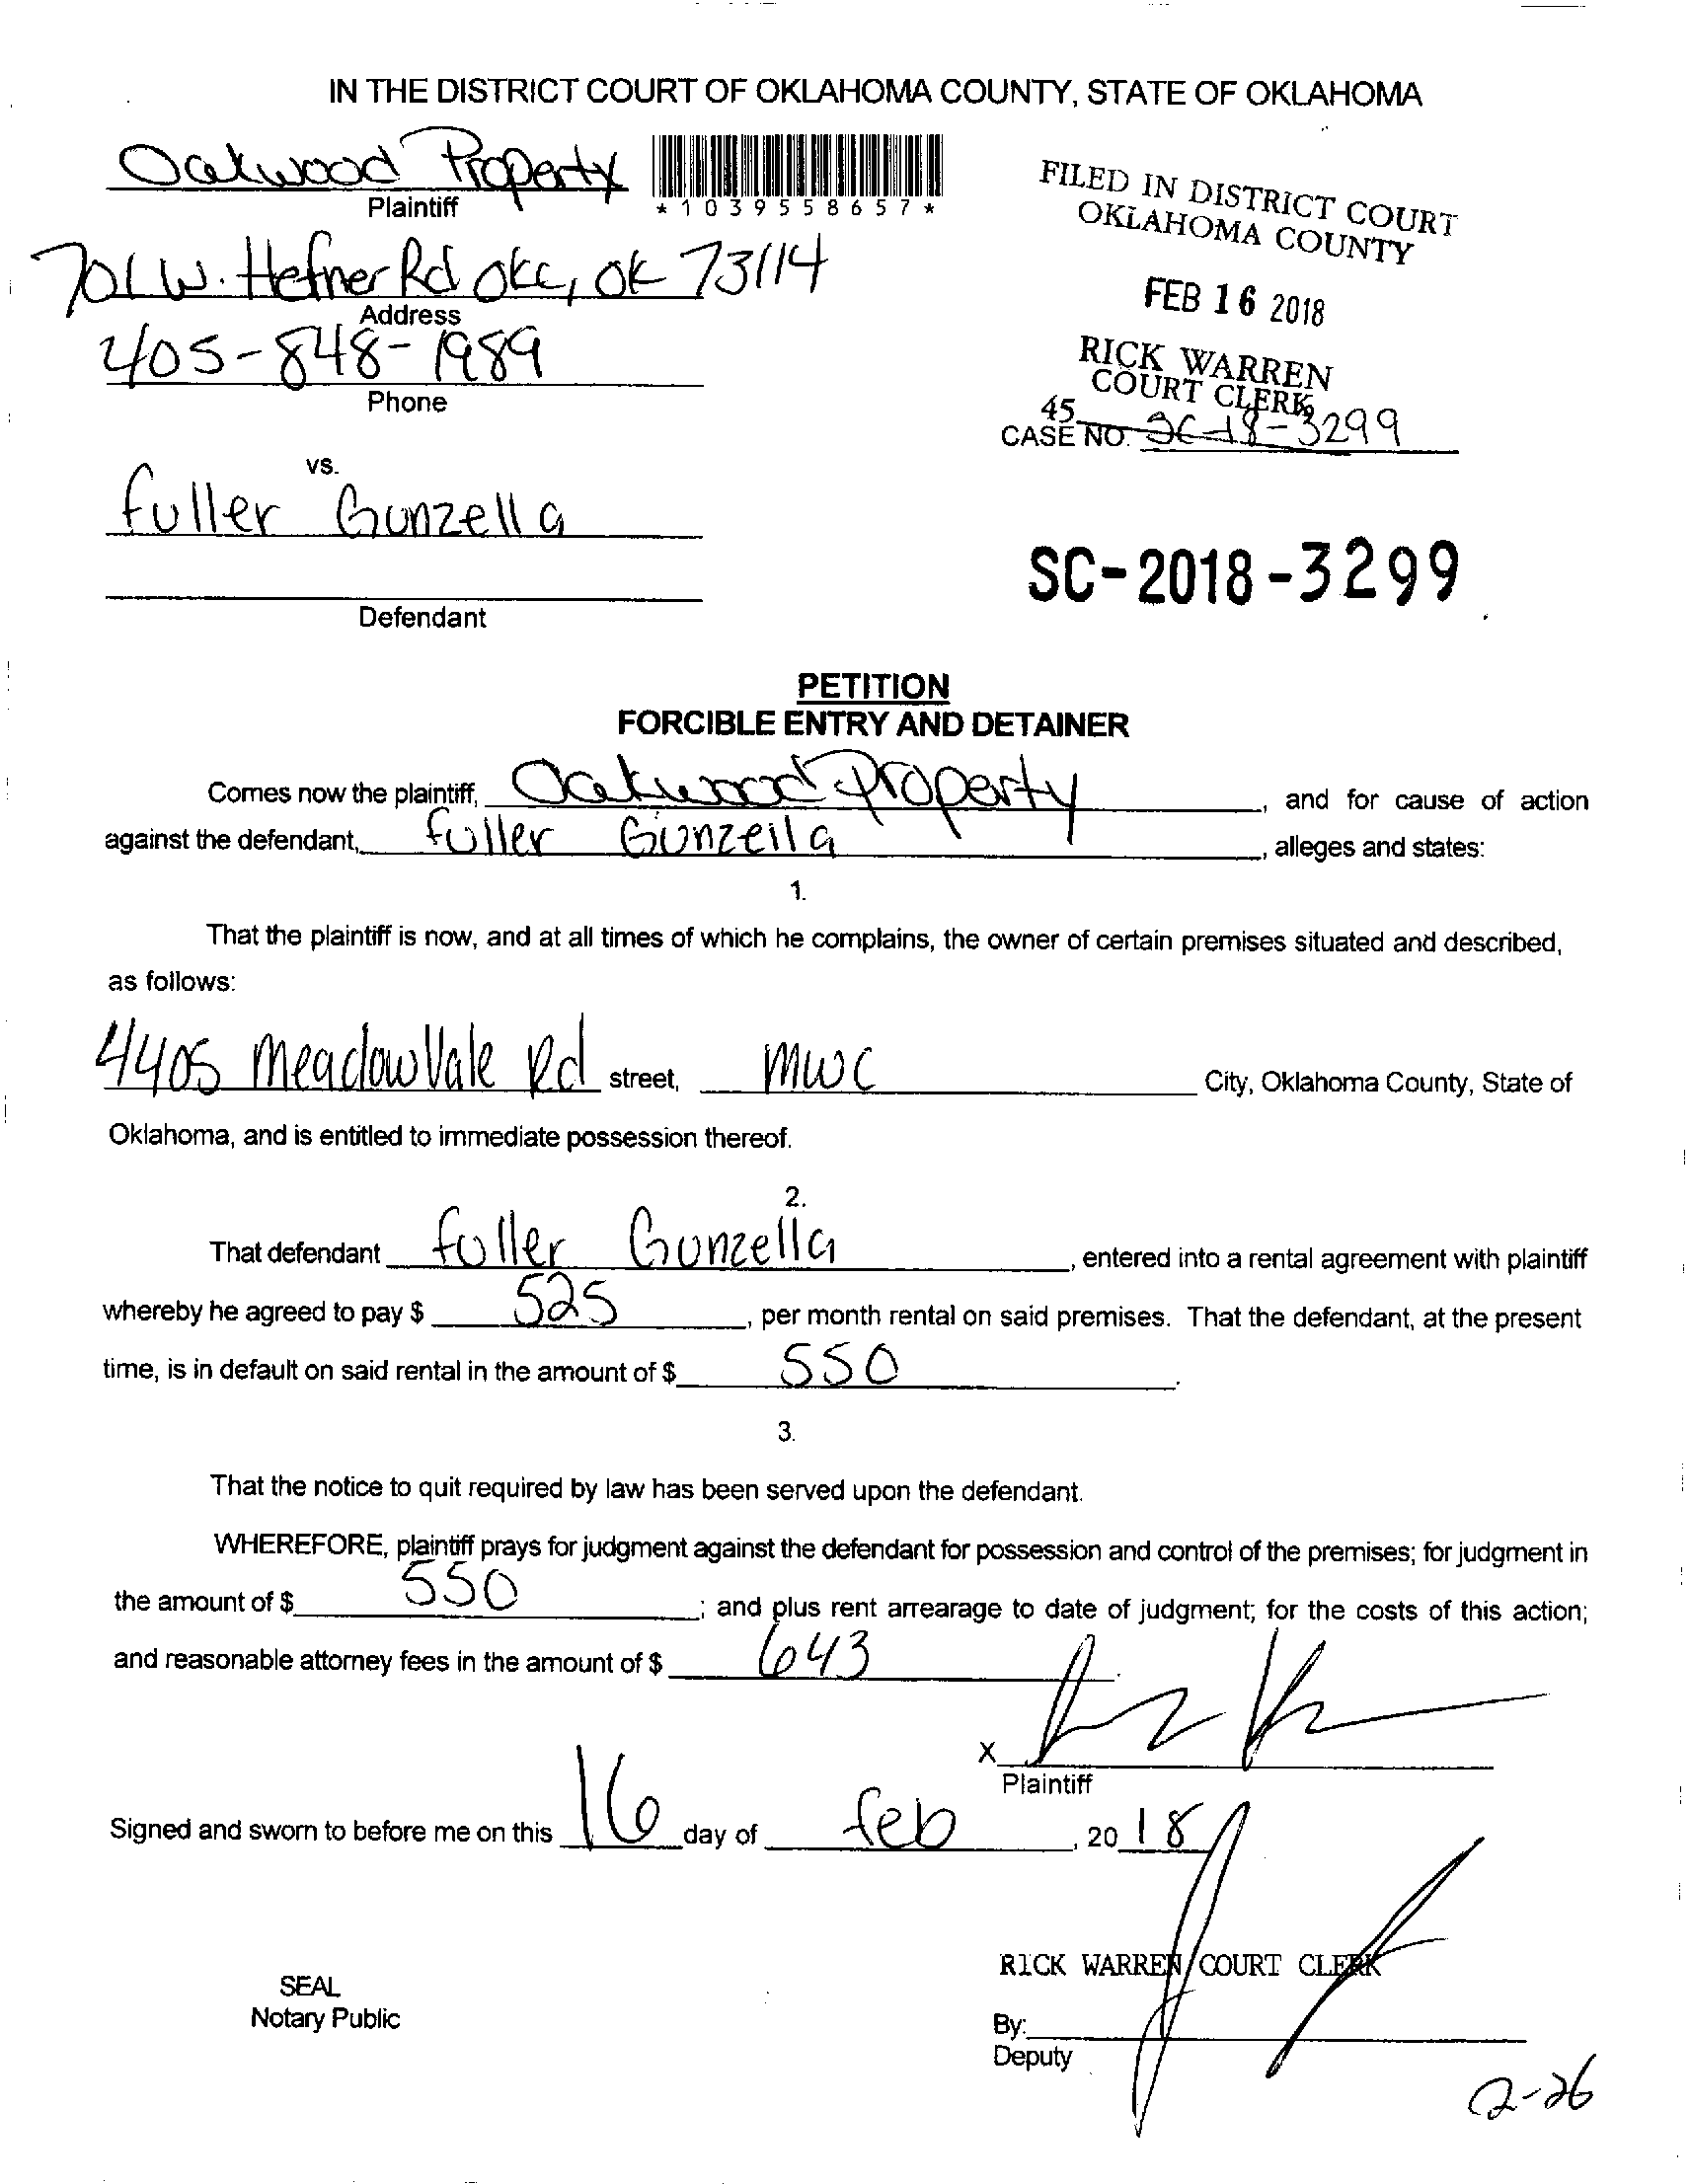 IN THE DISTRICT COURT OF OKLAHOMA COUNTY, STATE OF OKLAHOMA
Oakwood Property
Plaintiff
*1039558657*
FILED IN DISTRICT COURT
OKLAHOMA COUNTY
701 W. Hefner Rd OKC, OK 73114
Address
FEB 16 2018
405-848-1989
Phone
RICK WARREN
COURT CLERK
45
CASE NO. SC-18-3299
vs.
Fuller Gunzella
Defendant
SC-2018-3299
PETITION
FORCIBLE ENTRY AND DETAINER
Comes now the plaintiff, Oakwood Property, and for cause of action
against the defendant, Fuller Gunzella, alleges and states:
1.
That the plaintiff is now, and at all times of which he complains, the owner of certain premises situated and described,
as follows:
4405 Meadow Vale Rd street, MWC City, Oklahoma County, State of
Oklahoma, and is entitled to immediate possession thereof.
2.
That defendant Fuller Gunzella, entered into a rental agreement with plaintiff
whereby he agreed to pay $ 525, per month rental on said premises. That the defendant, at the present
time, is in default on said rental in the amount of $ 550.
3.
That the notice to quit required by law has been served upon the defendant.
WHEREFORE, plaintiff prays for judgment against the defendant for possession and control of the premises; for judgment in
the amount of $ 550; and plus rent arrearage to date of judgment; for the costs of this action;
and reasonable attorney fees in the amount of $ 643
X
Plaintiff
Signed and sworn to before me on this 16 day of feb, 20 18
RICK WARREN COURT CLERK
SEAL
Notary Public
By:
Deputy
2-26